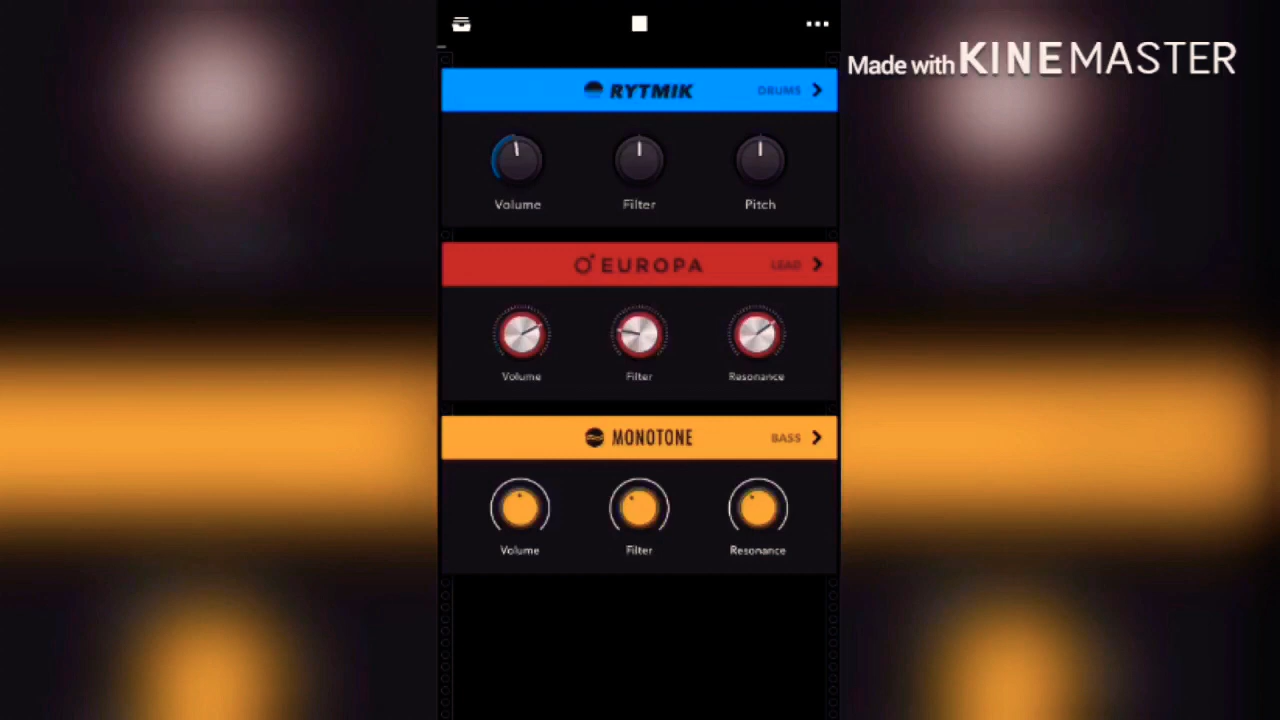 Made with KINEMASTER
RYTMIK DRUMS
Volume Filter Pitch
EUROPA LEAD
Volume Filter Resonance
MONOTONE BASS
Volume Filter Resonance